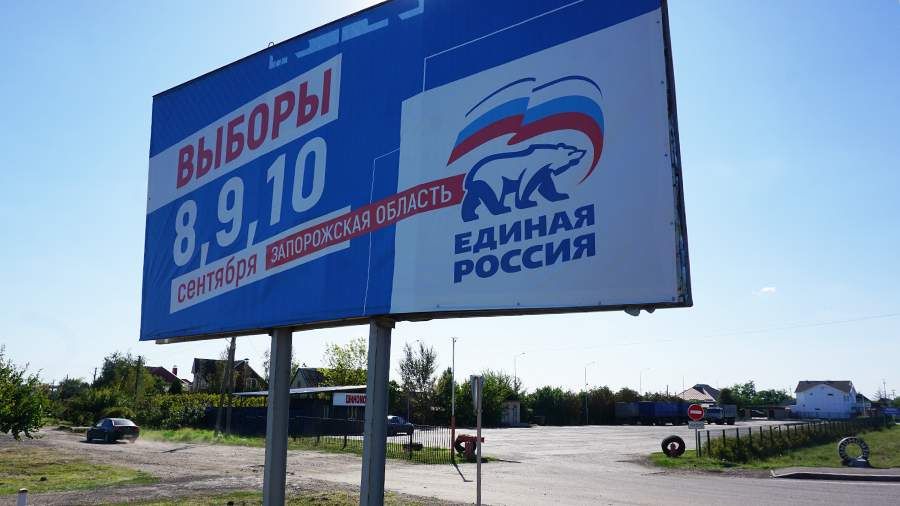 ВЫБОРЫ
8,9,10
сентября
ЗАПОРОЖСКАЯ ОБЛАСТЬ
ЕДИНАЯ
РОССИЯ